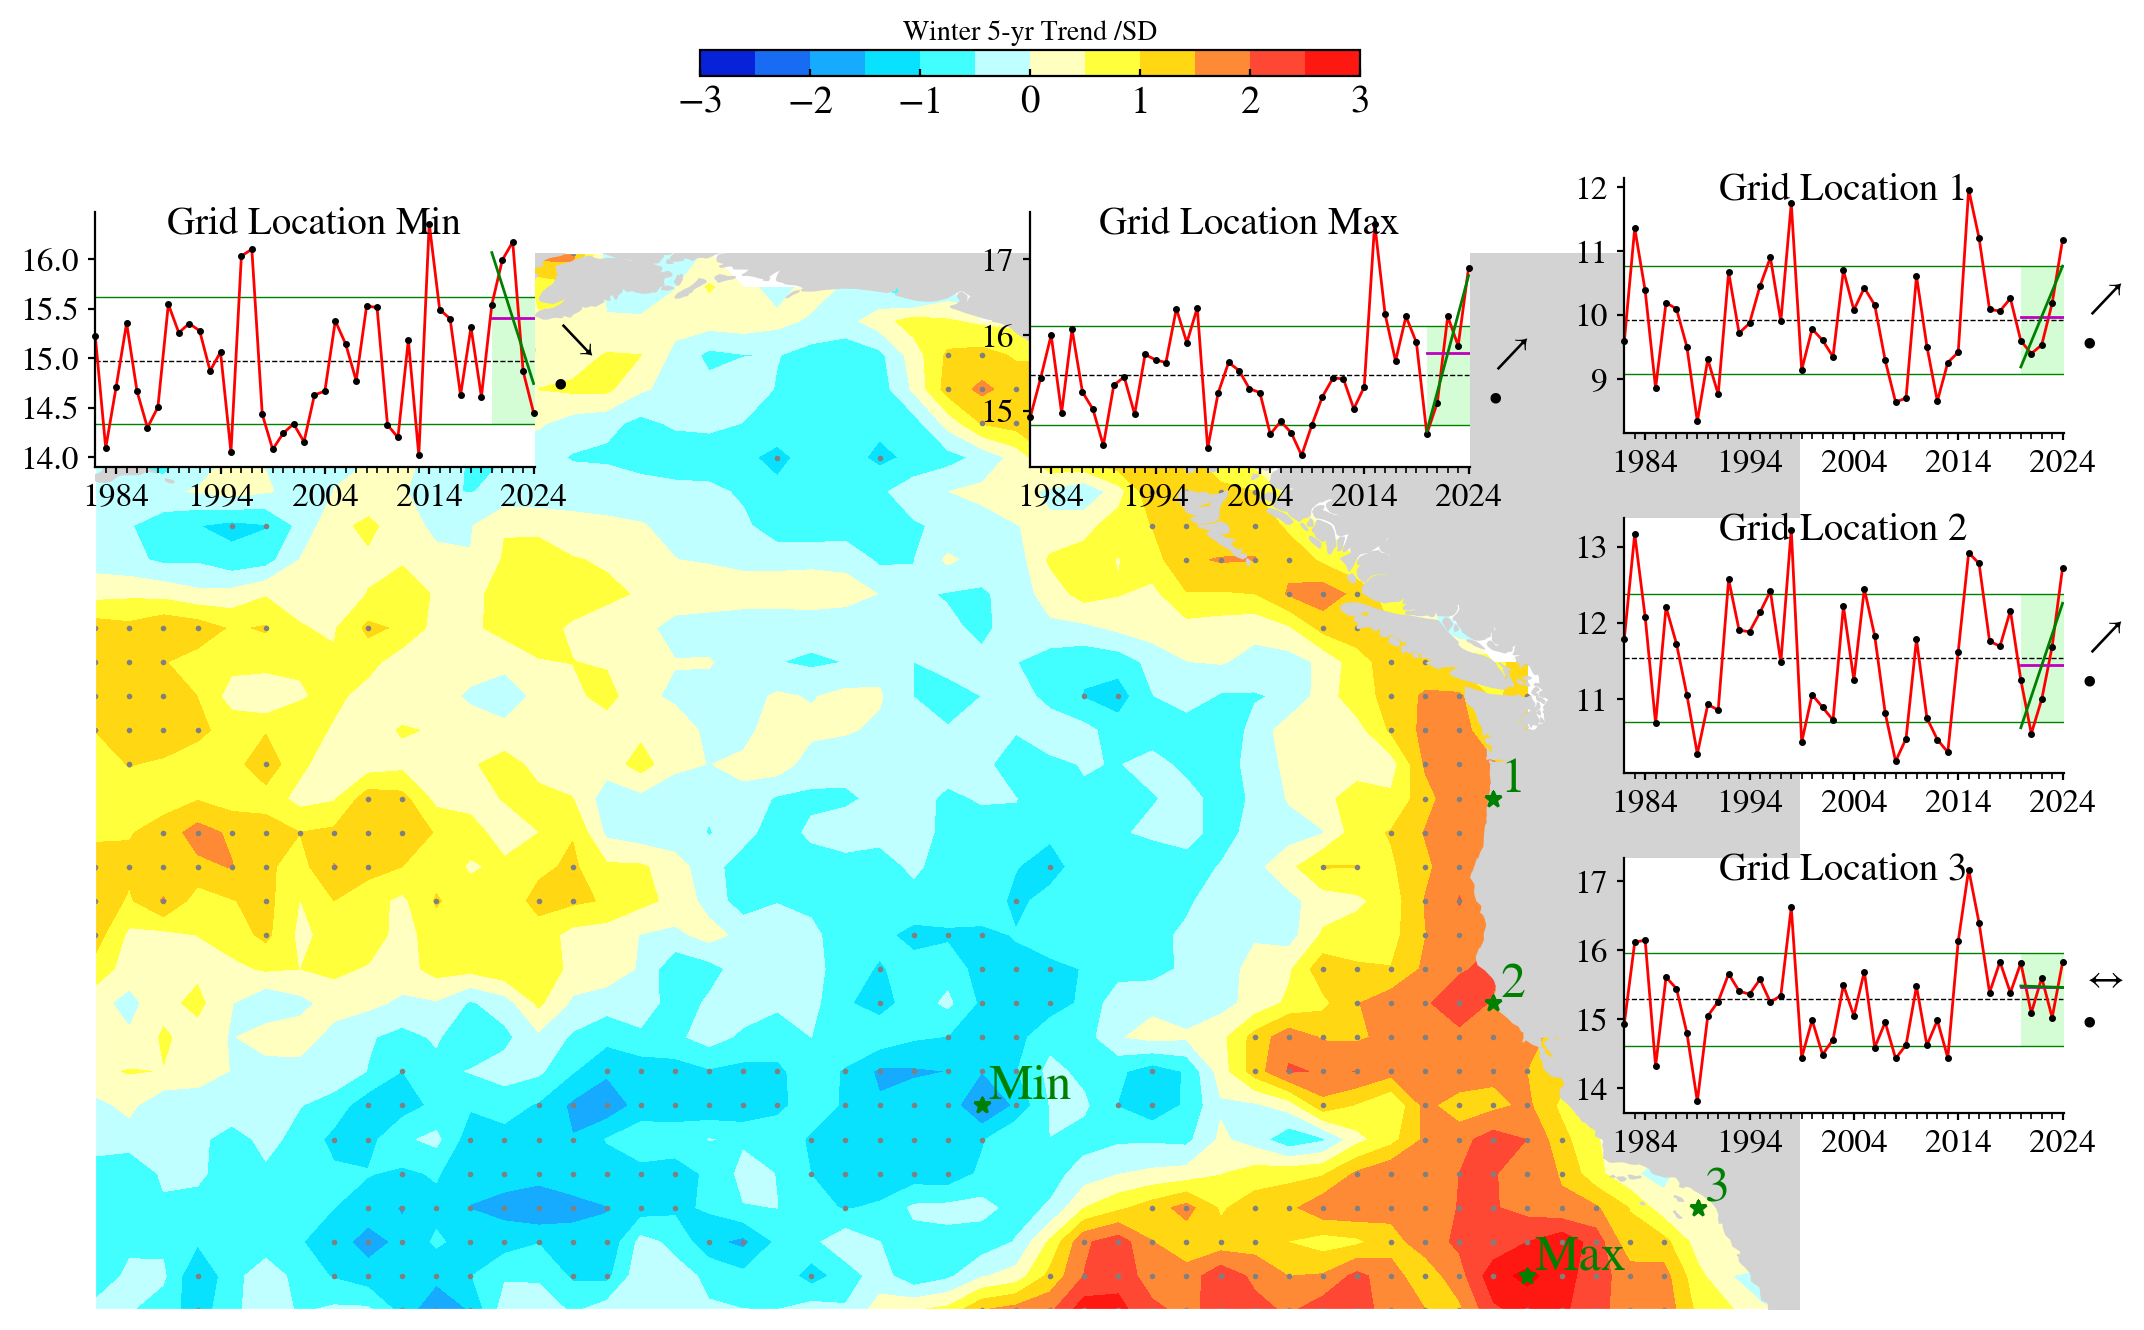 Winter 5-yr Trend /SD
−3 −2 −1 0 1 2 3
Grid Location Min
16.0
15.5
15.0
14.5
14.0
1984 1994 2004 2014 2024
Grid Location Max
17
16
15
1984 1994 2004 2014 2024
Grid Location 1
12
11
10
9
1984 1994 2004 2014 2024
Grid Location 2
13
12
11
1984 1994 2004 2014 2024
Grid Location 3
17
16
15
14
1984 1994 2004 2014 2024
1
2
Min
3
Max